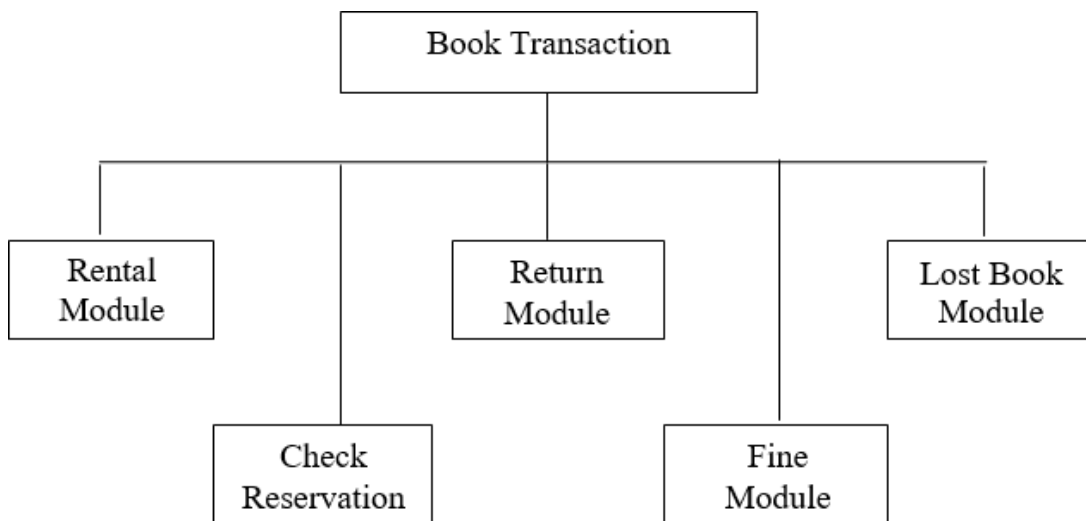 Book Transaction
Rental
Module
Return
Module
Lost Book
Module
Check
Reservation
Fine
Module